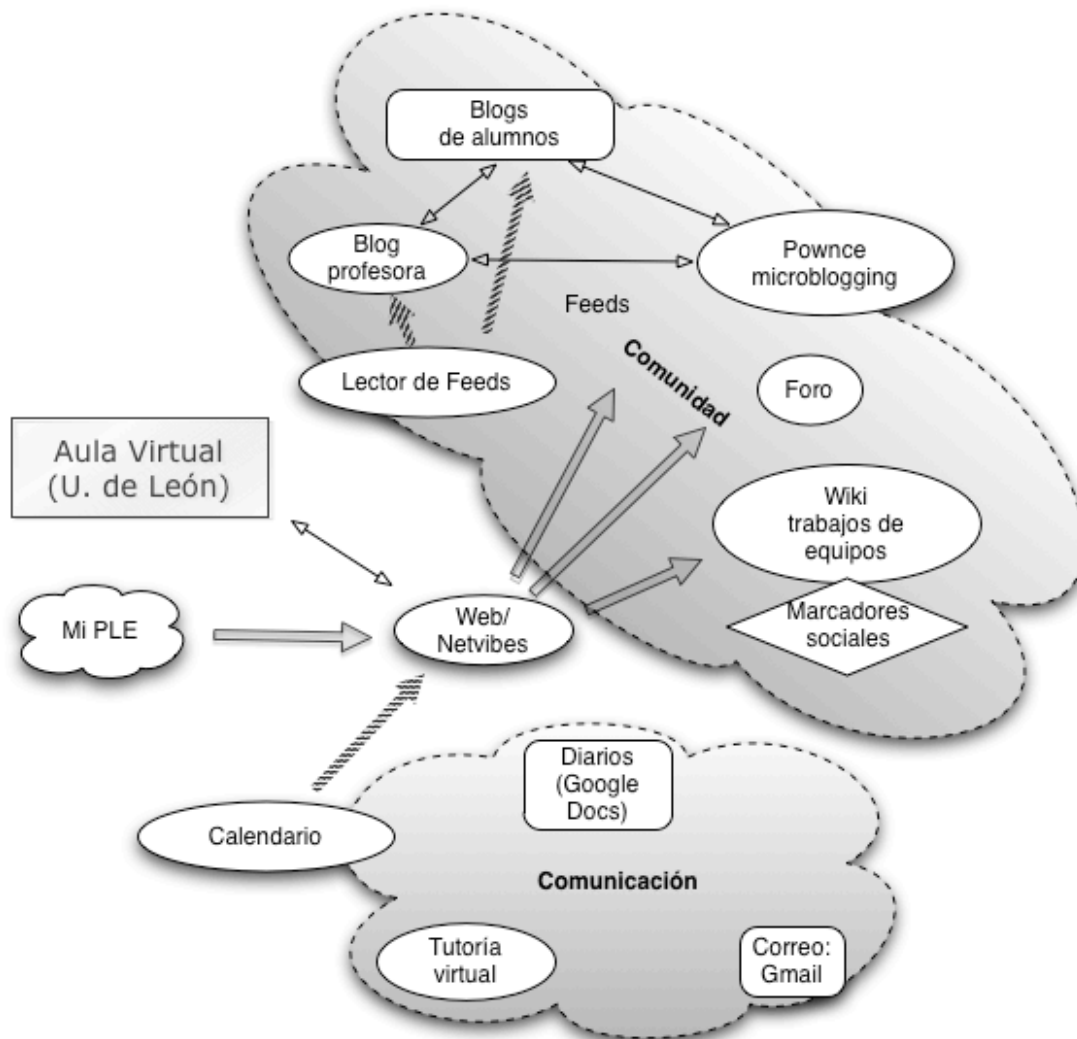 Blogs
de alumnos
Blog
profesora
Pownce
microblogging
Feeds
Comunidad
Lector de Feeds
Foro
Aula Virtual
(U. de León)
Wiki
trabajos de
equipos
Marcadores
sociales
Mi PLE
Web/
Netvibes
Diarios
(Google
Docs)
Calendario
Comunicación
Tutoría
virtual
Correo:
Gmail